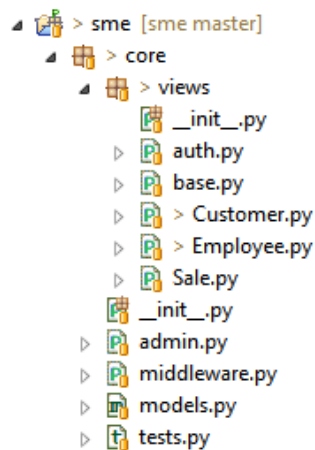 > sme [sme master]
> core
> views
__init__.py
auth.py
base.py
> Customer.py
> Employee.py
Sale.py
__init__.py
admin.py
middleware.py
models.py
tests.py